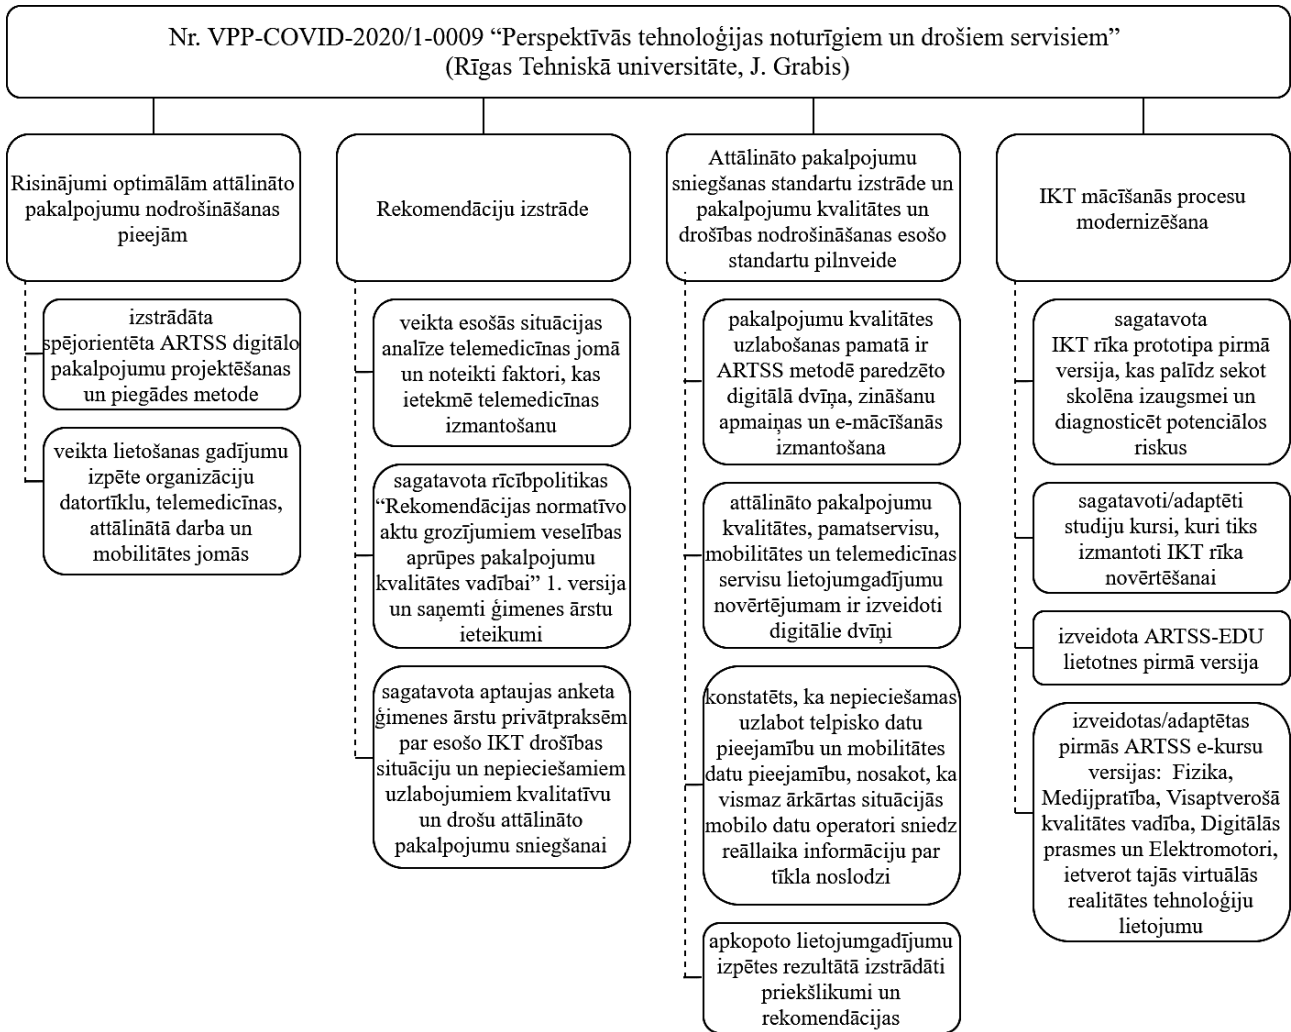 Nr. VPP-COVID-2020/1-0009 “Perspektīvās tehnoloģijas noturīgiem un drošiem servisiem”
(Rīgas Tehniskā universitāte, J. Grabis)
Risinājumi optimālām attālināto
pakalpojumu nodrošināšanas
pieejām
izstrādāta
spējorientēta ARTSS digitālo
pakalpojumu projektēšanas
un piegādes metode
veikta lietošanas gadījumu
izpēte organizāciju
datortīklu, telemedicīnas,
attālinātā darba un
mobilitātes jomās
Rekomendāciju izstrāde
veikta esošās situācijas
analīze telemedicīnas jomā
un noteikti faktori, kas
ietekmē telemedicīnas
izmantošanu
sagatavota rīcībpolitikas
“Rekomendācijas normatīvo
aktu grozījumiem veselības
aprūpes pakalpojumu
kvalitātes vadībai” 1. versija
un saņemti ģimenes ārstu
ieteikumi
sagatavota aptaujas anketa
ģimenes ārstu privātpraksēm
par esošo IKT drošības
situāciju un nepieciešamiem
uzlabojumiem kvalitatīvu
un drošu attālināto
pakalpojumu sniegšanai
Attālināto pakalpojumu
sniegšanas standartu izstrāde un
pakalpojumu kvalitātes un
drošības nodrošināšanas esošo
standartu pilnveide
pakalpojumu kvalitātes
uzlabošanas pamatā ir
ARTSS metodē paredzēto
digitālā dvīņa, zināšanu
apmaiņas un e-mācīšanās
izmantošana
attālināto pakalpojumu
kvalitātes, pamatservisu,
mobilitātes un telemedicīnas
servisu lietojumgadījumu
novērtējumam ir izveidoti
digitālie dvīņi
konstatēts, ka nepieciešamas
uzlabot telpisko datu
pieejamību un mobilitātes
datu pieejamību, nosakot, ka
vismaz ārkārtas situācijās
mobilo datu operatori sniedz
reāllaika informāciju par
tīkla noslodzi
apkopoto lietojumgadījumu
izpētes rezultātā izstrādāti
priekšlikumi un
rekomendācijas
IKT mācīšanās procesu
modernizēšana
sagatavota
IKT rīka prototipa pirmā
versija, kas palīdz sekot
skolēna izaugsmei un
diagnosticēt potenciālos
riskus
sagatavoti/adaptēti
studiju kursi, kuri tiks
izmantoti IKT rīka
novērtēšanai
izveidota ARTSS-EDU
lietotnes pirmā versija
izveidotas/adaptētas
pirmās ARTSS e-kursu
versijas: Fizika,
Medijpratība, Visaptverošā
kvalitātes vadība, Digitālās
prasmes un Elektromotori,
ietverot tajās virtuālās
realitātes tehnoloģiju
lietojumu